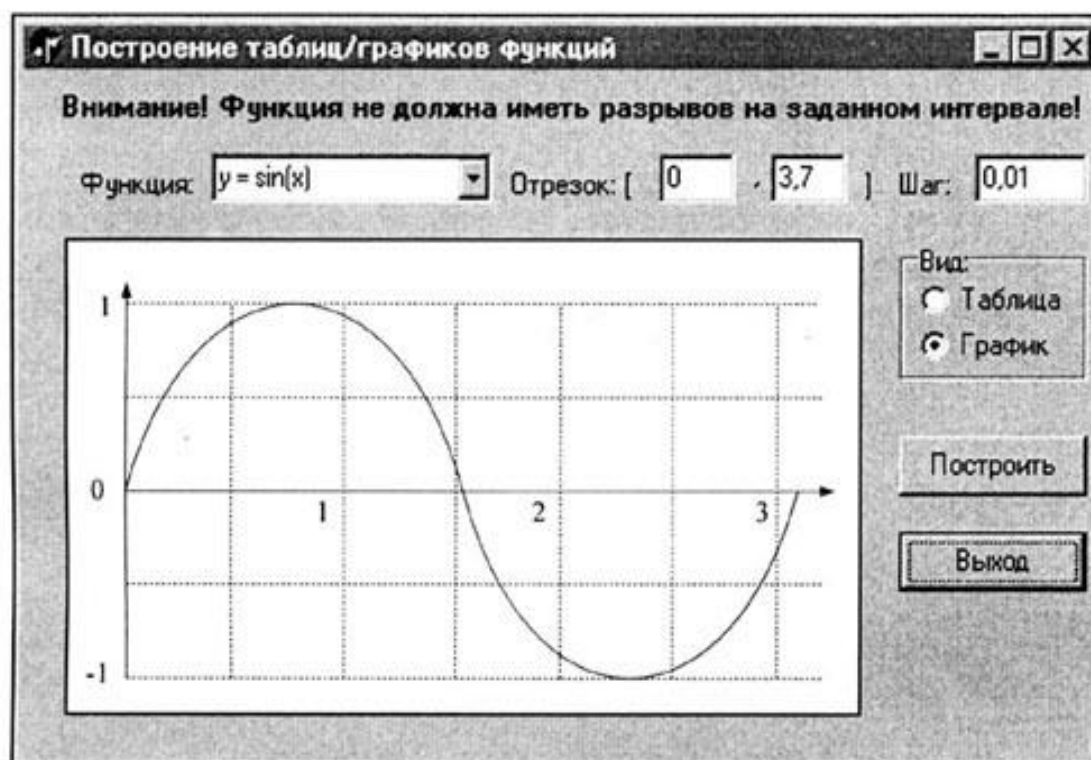 Построение таблиц/графиков функций
Внимание! Функция не должна иметь разрывов на заданном интервале!
Функция: y = sin(x) Отрезок: [ 0 , 3,7 ] Шаг: 0,01
Вид:
Таблица
График
Построить
Выход
1
0
1 2 3
-1